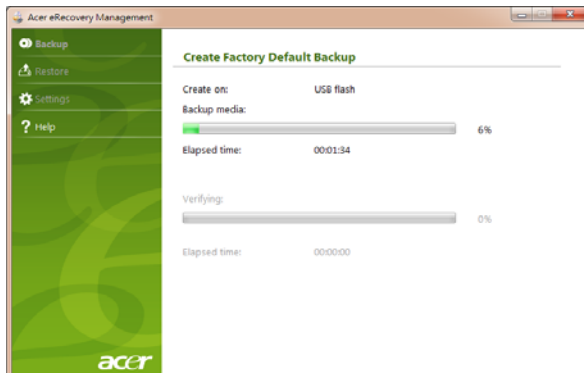 Acer eRecovery Management
Backup
Restore
Settings
? Help
Create Factory Default Backup
Create on: USB flash
Backup media:
6%
Elapsed time: 00:01:34
Verifying:
0%
Elapsed time: 00:00:00
acer